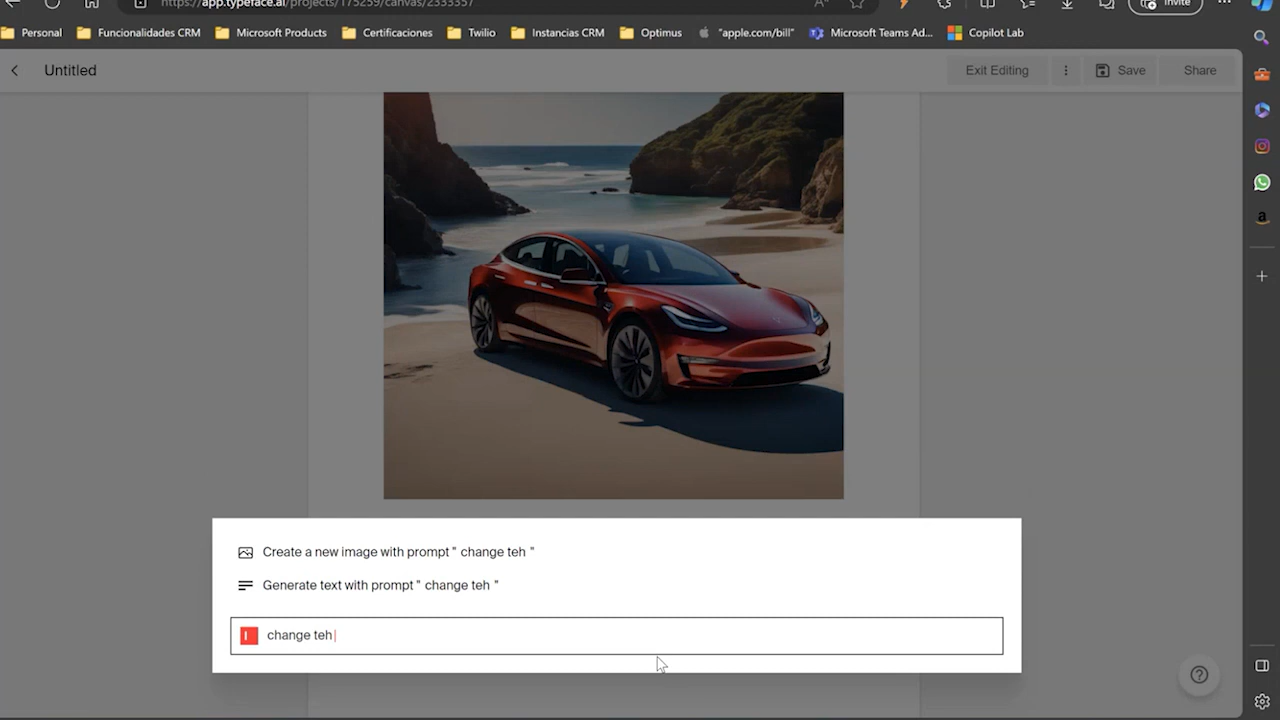 https://app.typeface.ai/projects/175259/canvas/2333357
Invite
Personal Funcionalidades CRM Microsoft Products Certificaciones Twilio Instancias CRM Optimus "apple.com/bill" Microsoft Teams Ad... Copilot Lab
Untitled Exit Editing Save Share
Create a new image with prompt " change teh "
Generate text with prompt " change teh "
change teh